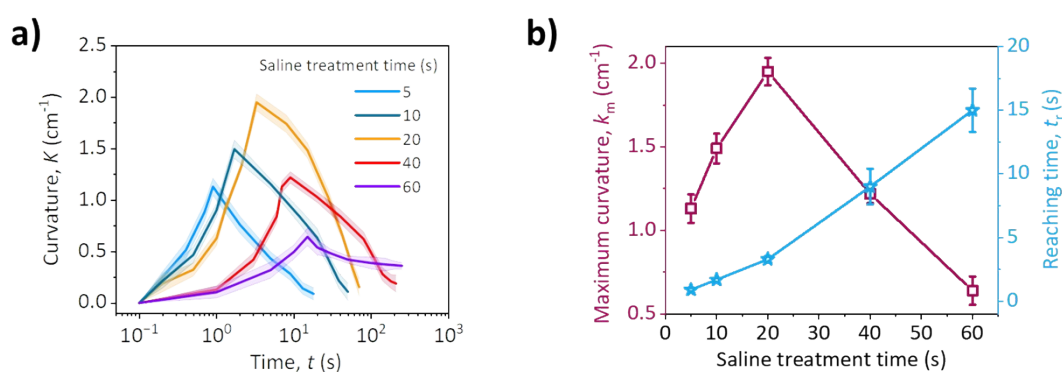 a)
Curvature, K (cm⁻¹)
2.5
2.0
1.5
1.0
0.5
0.0
Saline treatment time (s)
5
10
20
40
60
10⁻¹ 10⁰ 10¹ 10² 10³
Time, t (s)
b)
Maximum curvature, kₘ (cm⁻¹)
2.0
1.5
1.0
0.5
0 10 20 30 40 50 60
Saline treatment time (s)
20
15
10
5
0
Reaching time, tᵣ (s)